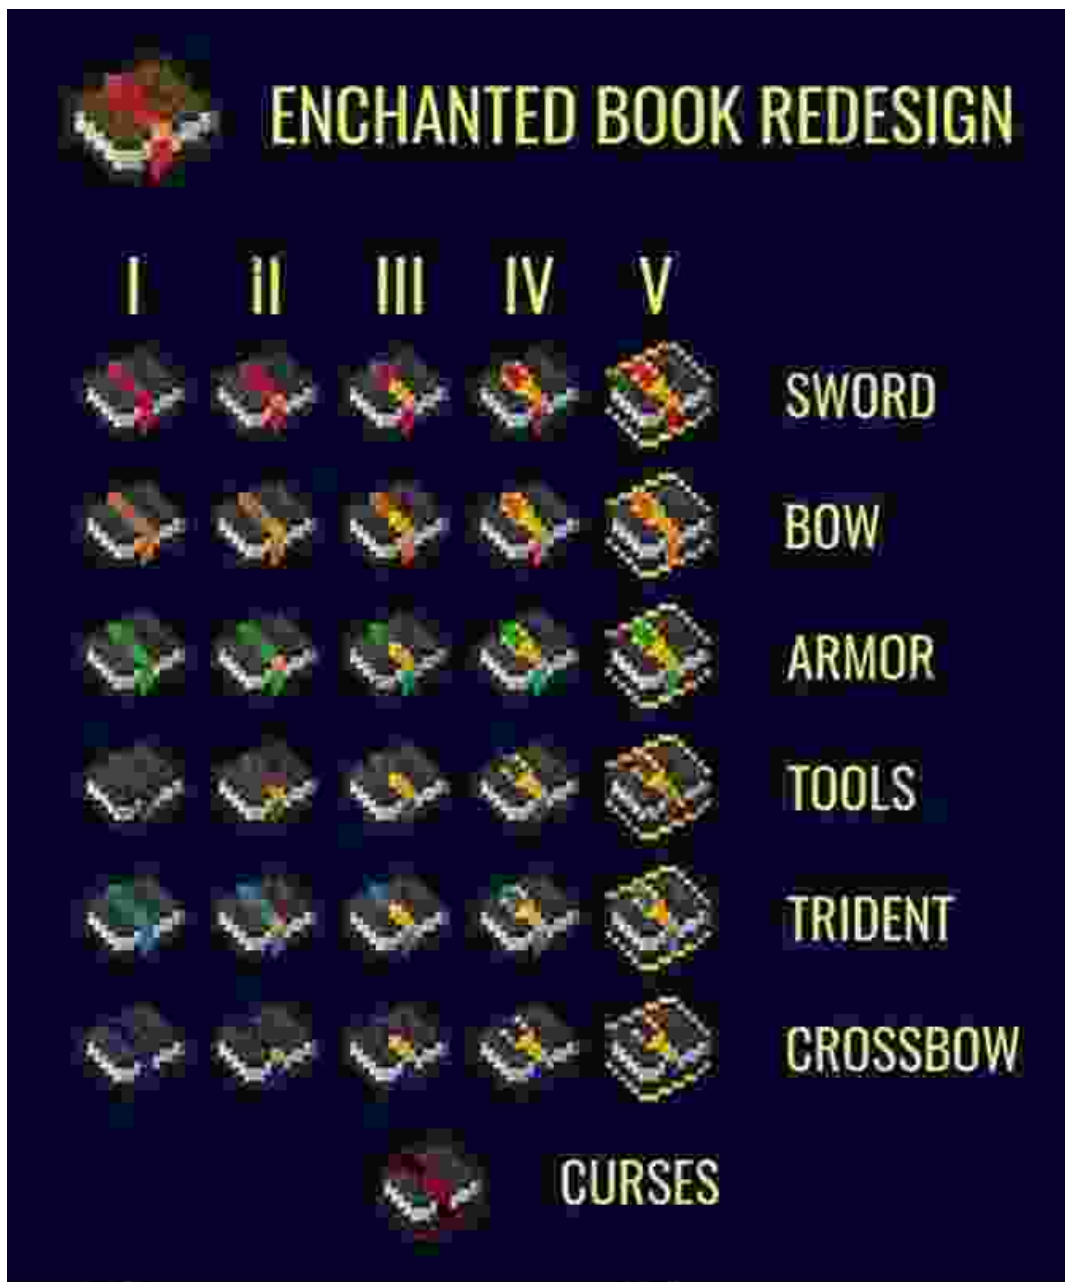 ENCHANTED BOOK REDESIGN
I iI III IV V
SWORD
BOW
ARMOR
TOOLS
TRIDENT
CROSSBOW
CURSES